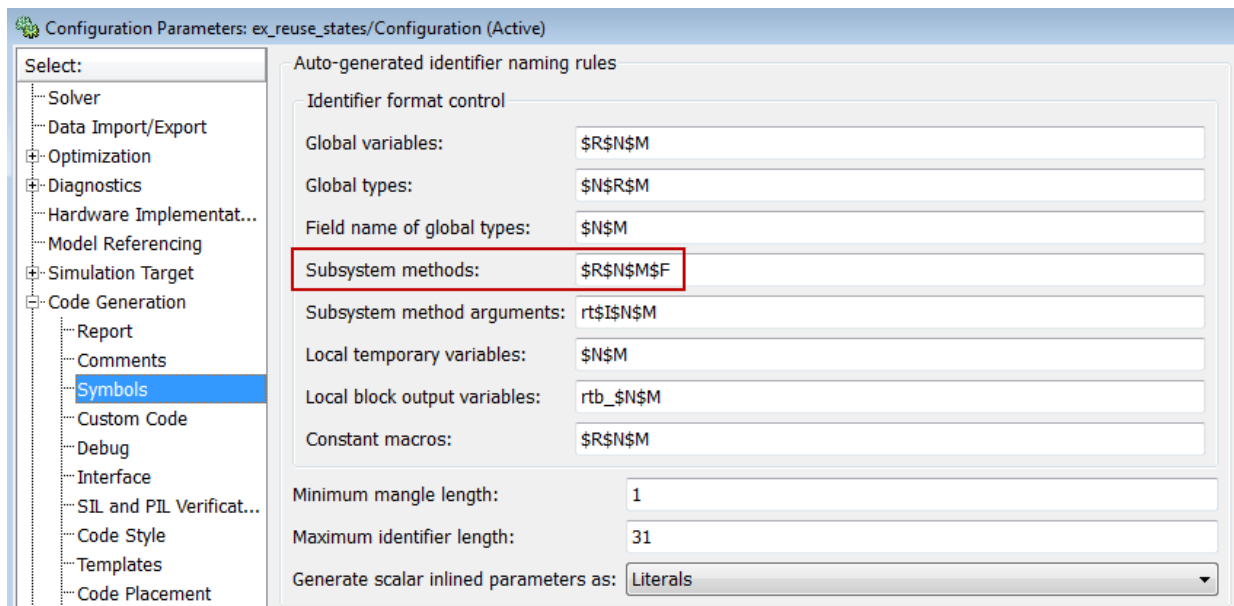 Configuration Parameters: ex_reuse_states/Configuration (Active)
Select:
Solver
Data Import/Export
Optimization
Diagnostics
Hardware Implementat...
Model Referencing
Simulation Target
Code Generation
Report
Comments
Symbols
Custom Code
Debug
Interface
SIL and PIL Verificat...
Code Style
Templates
Code Placement
Auto-generated identifier naming rules
Identifier format control
Global variables: $R$N$M
Global types: $N$R$M
Field name of global types: $N$M
Subsystem methods: $R$N$M$F
Subsystem method arguments: rt$I$N$M
Local temporary variables: $N$M
Local block output variables: rtb_$N$M
Constant macros: $R$N$M
Minimum mangle length: 1
Maximum identifier length: 31
Generate scalar inlined parameters as: Literals